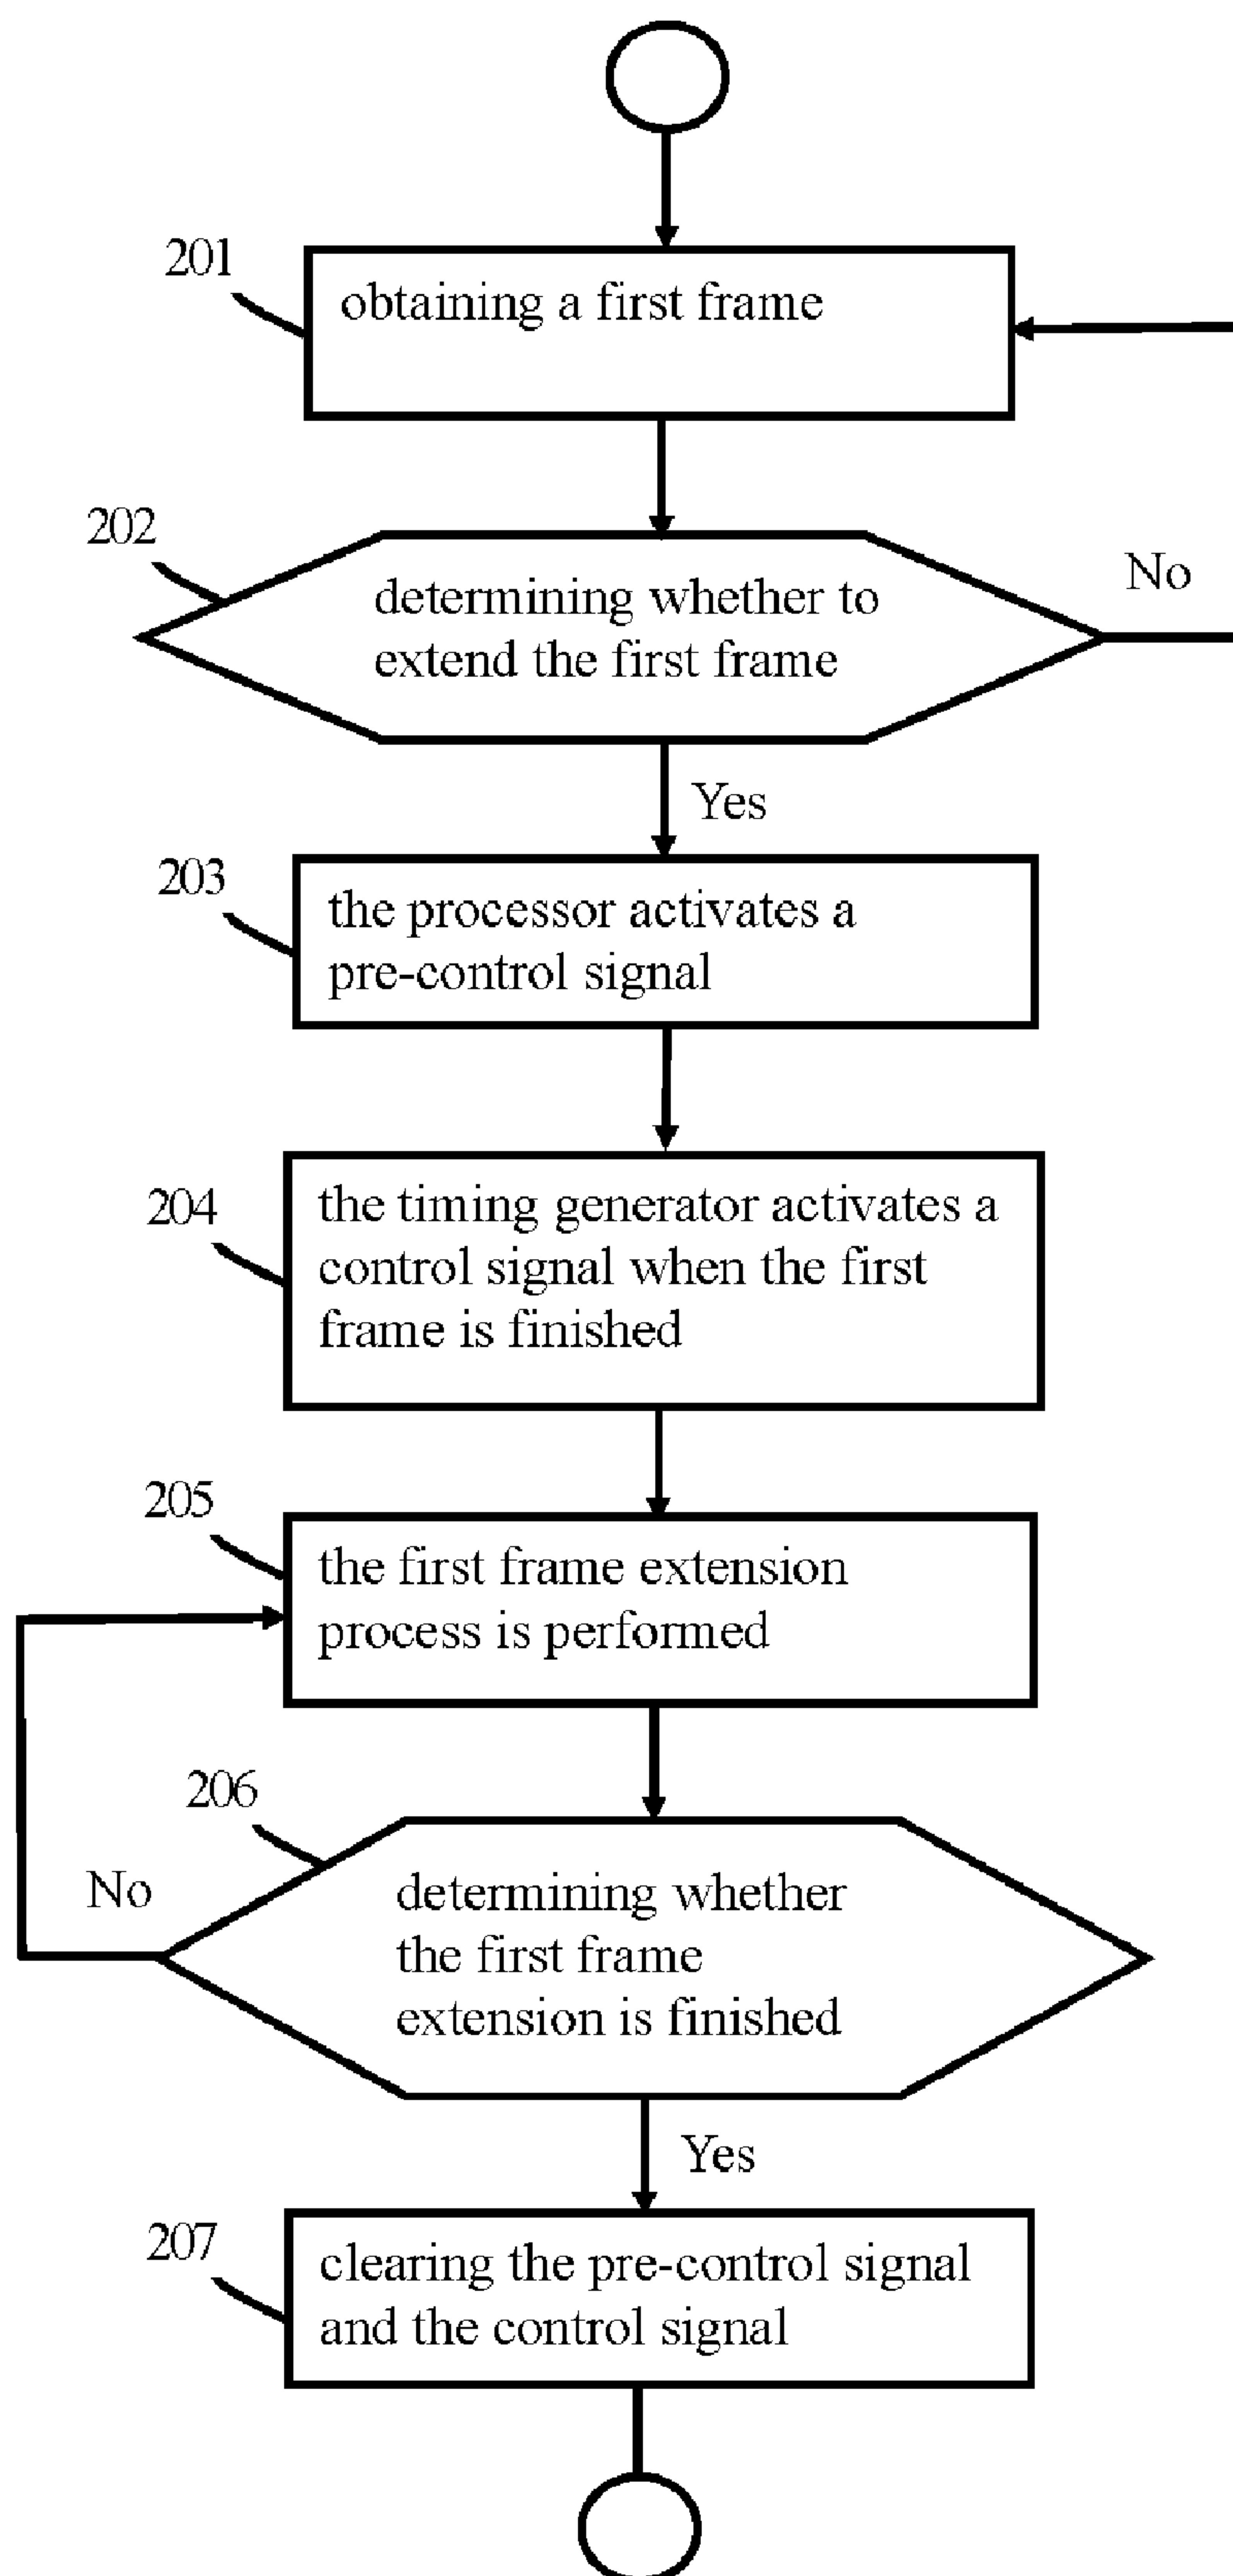 201
obtaining a first frame
202
determining whether to
extend the first frame
No
Yes
203
the processor activates a
pre-control signal
204
the timing generator activates a
control signal when the first
frame is finished
205
the first frame extension
process is performed
206
No
determining whether
the first frame
extension is finished
Yes
207
clearing the pre-control signal
and the control signal